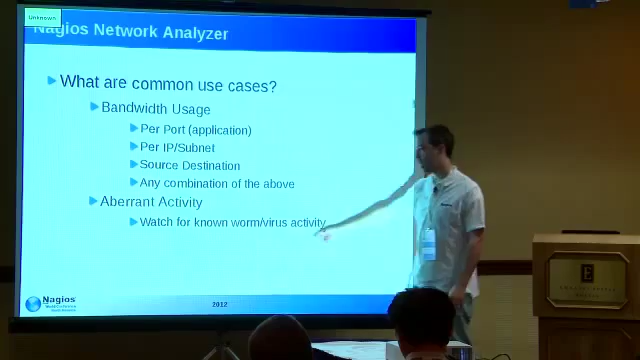 Unknown
Nagios Network Analyzer
What are common use cases?
Bandwidth Usage
Per Port (application)
Per IP/Subnet
Source Destination
Any combination of the above
Aberrant Activity
Watch for known worm/virus activity
Nagios
2012